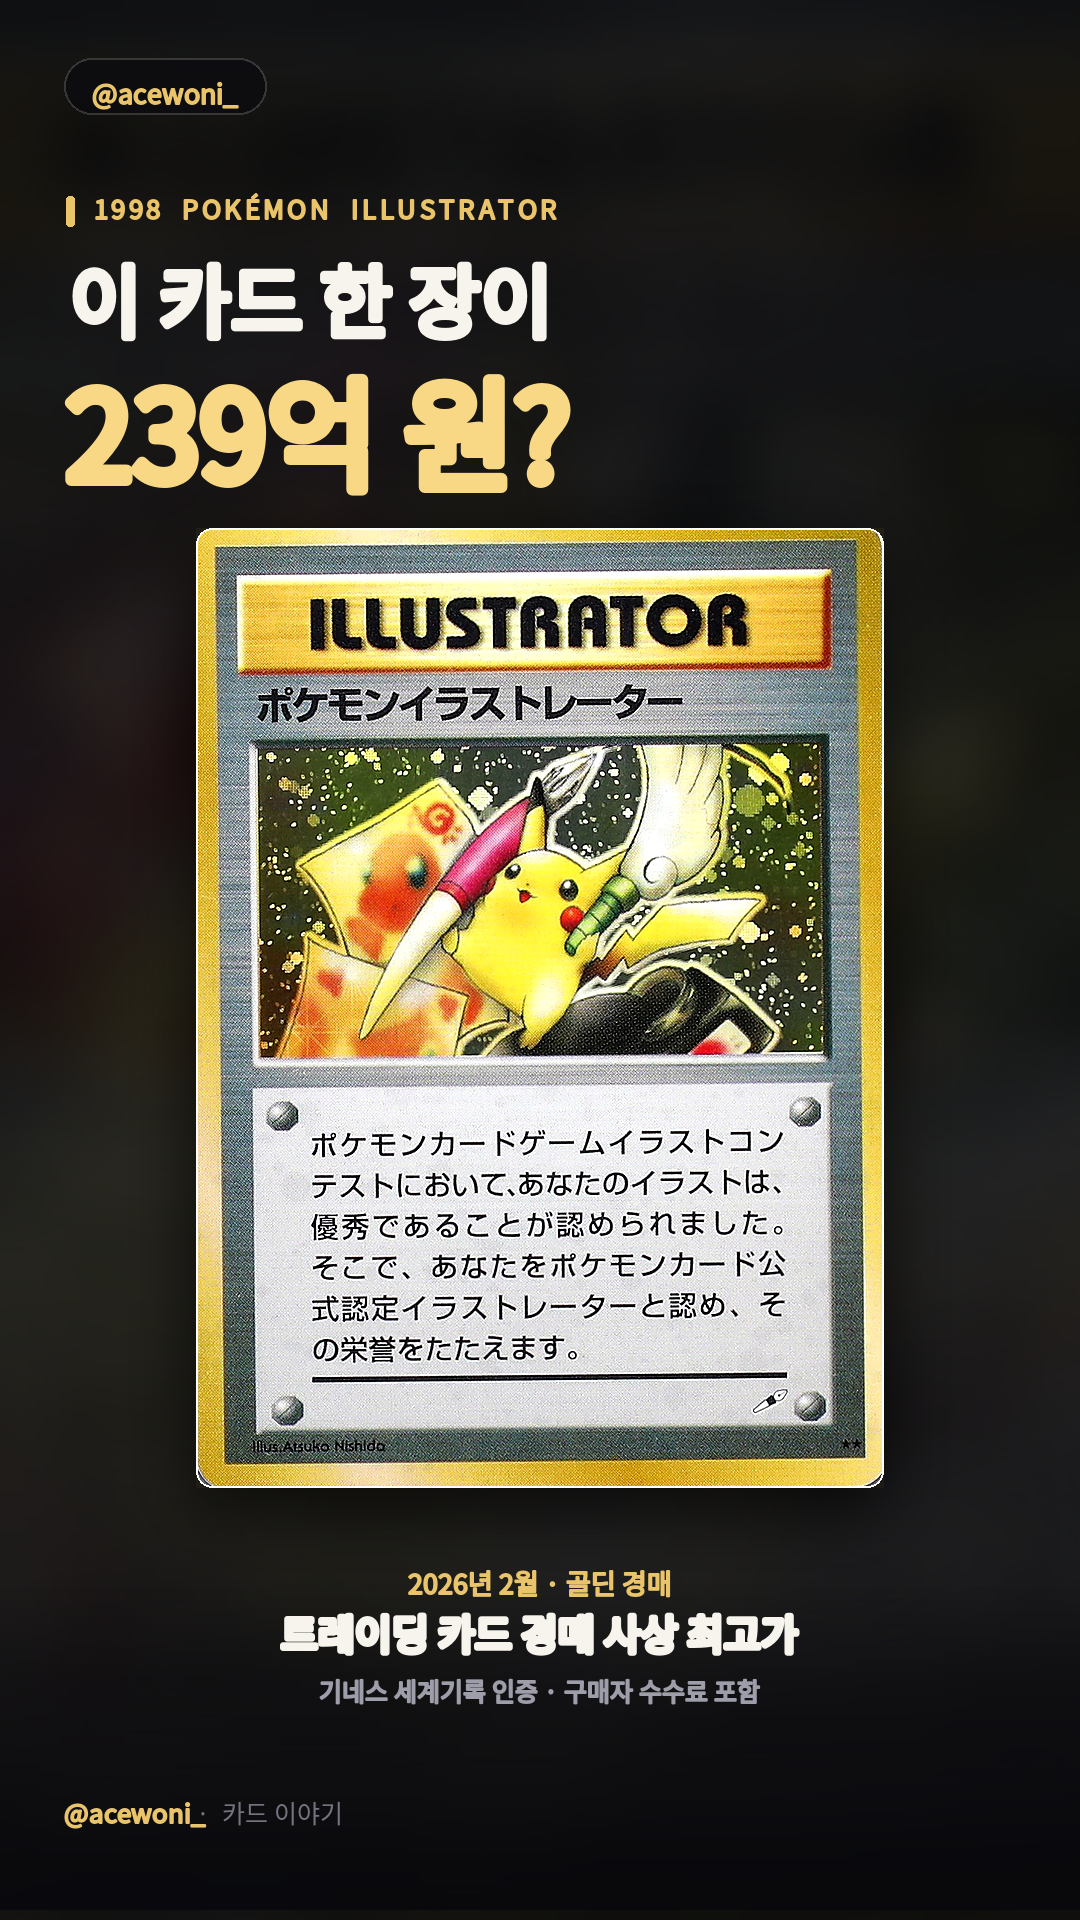 @acewoni_
1998 POKÉMON ILLUSTRATOR
이 카드 한 장이
239억 원?
ILLUSTRATOR
ポケモンイラストレーター
ポケモンカードゲームイラストコン
テストにおいて、あなたのイラストは、
優秀であることが認められました。
そこで、あなたをポケモンカード公
式認定イラストレーターと認め、そ
の栄誉をたたえます。
Illus.Atsuko Nishida
★★
2026년 2월 · 골딘 경매
트레이딩 카드 경매 사상 최고가
기네스 세계기록 인증 · 구매자 수수료 포함
@acewoni_ · 카드 이야기